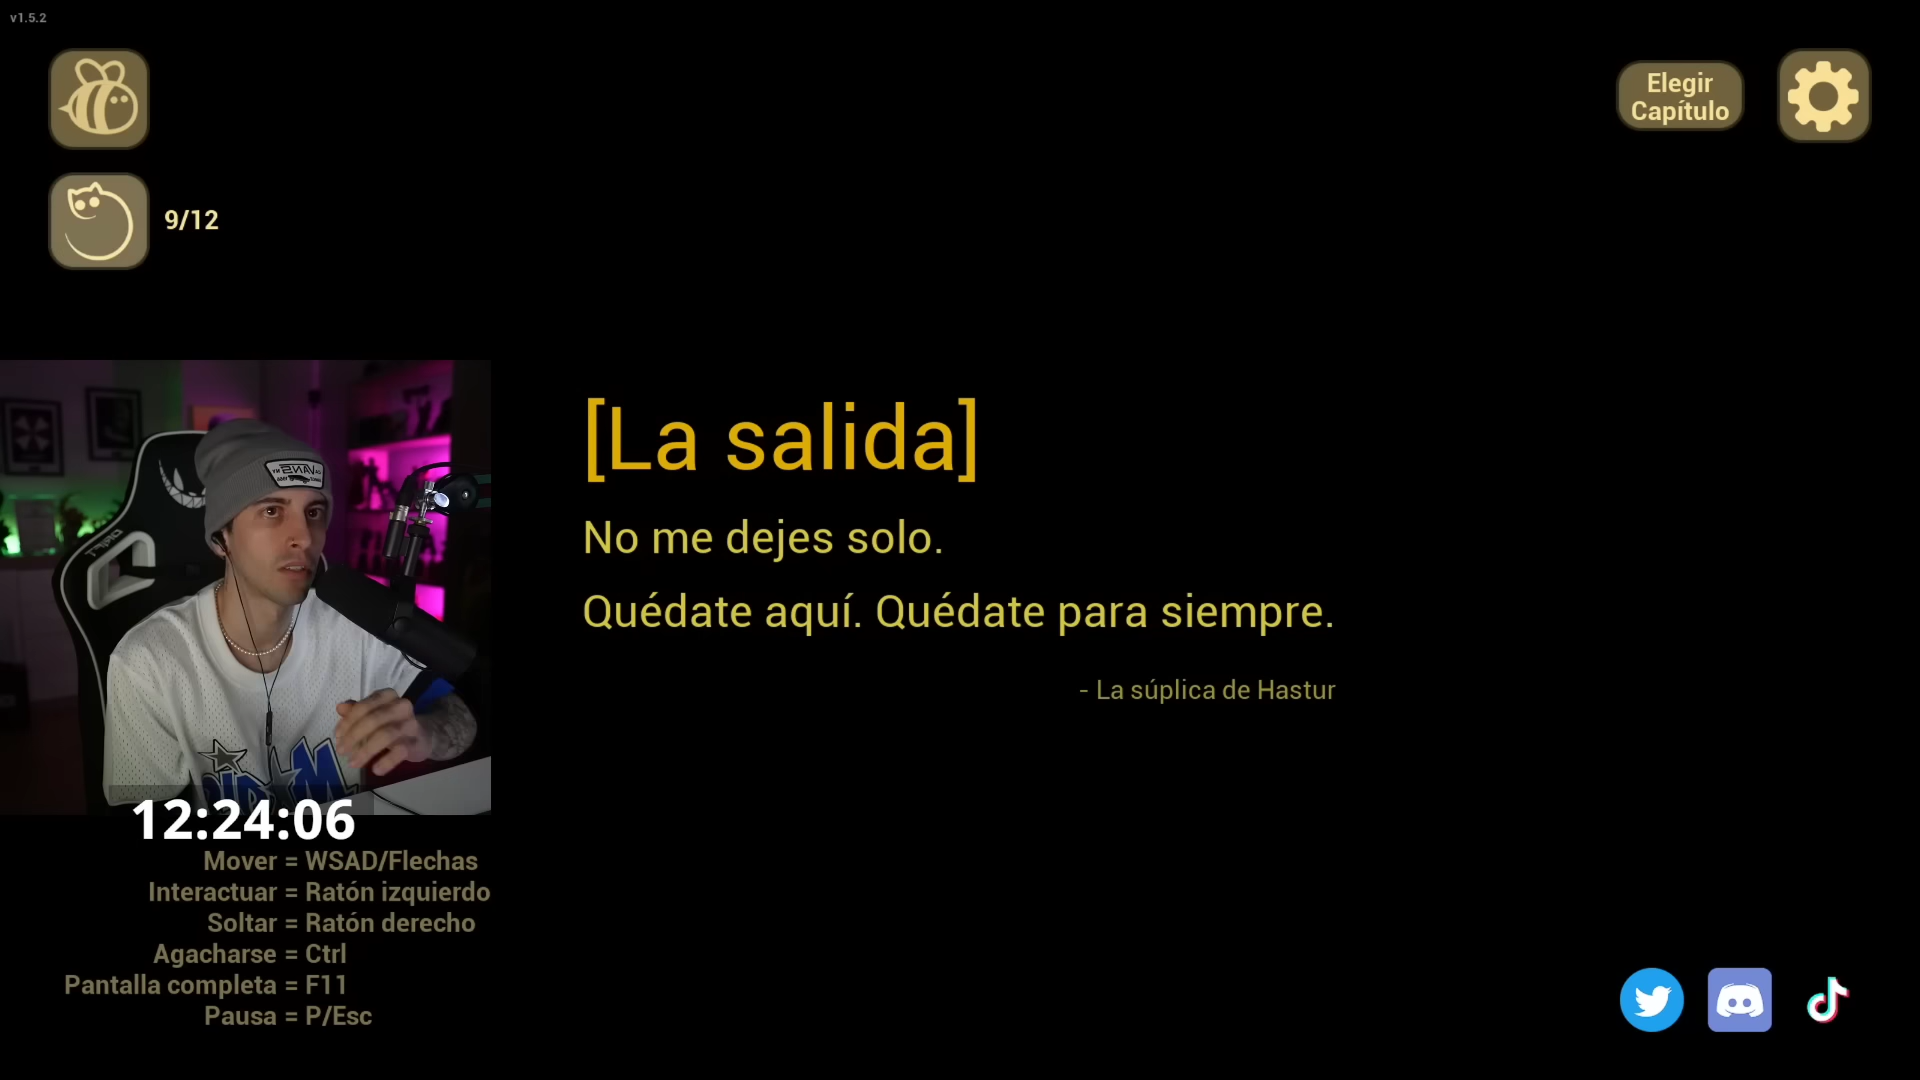 v1.5.2
Elegir
Capítulo
9/12
[La salida]
No me dejes solo.
Quédate aquí. Quédate para siempre.
- La súplica de Hastur
12:24:06
Mover = WSAD/Flechas
Interactuar = Ratón izquierdo
Soltar = Ratón derecho
Agacharse = Ctrl
Pantalla completa = F11
Pausa = P/Esc